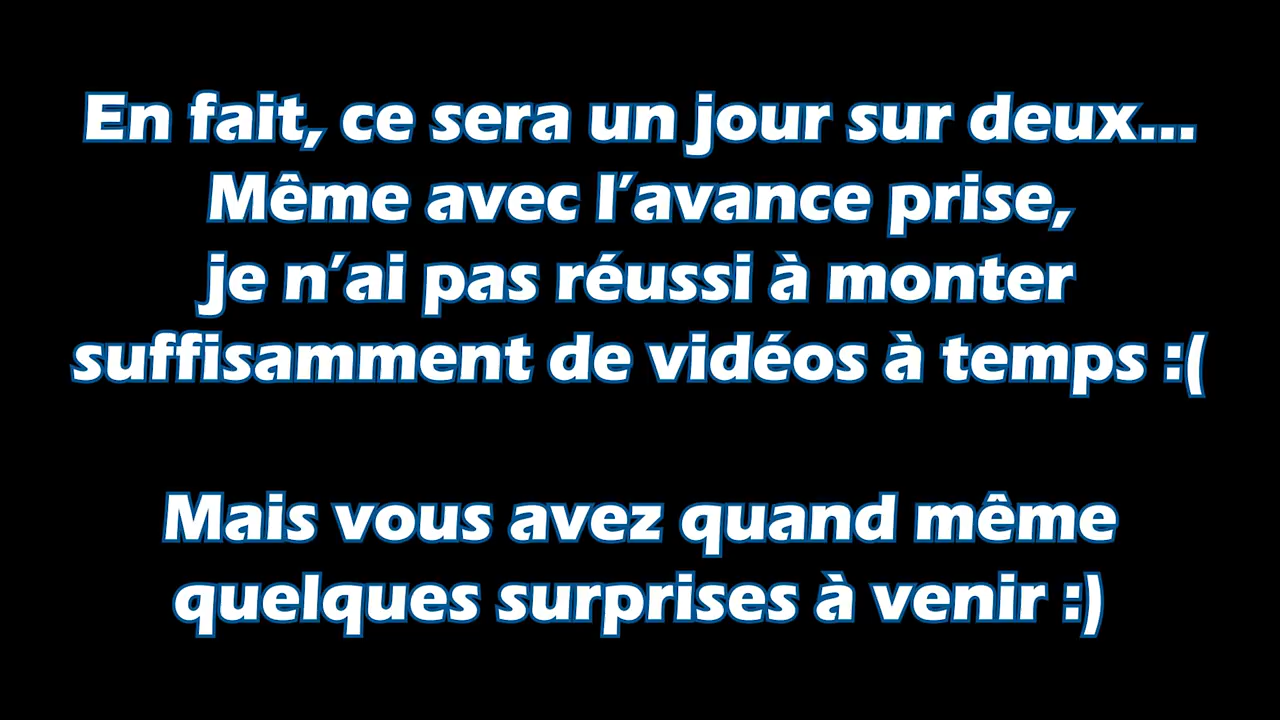 En fait, ce sera un jour sur deux...
Même avec l’avance prise,
je n’ai pas réussi à monter
suffisamment de vidéos à temps :(
Mais vous avez quand même
quelques surprises à venir :)